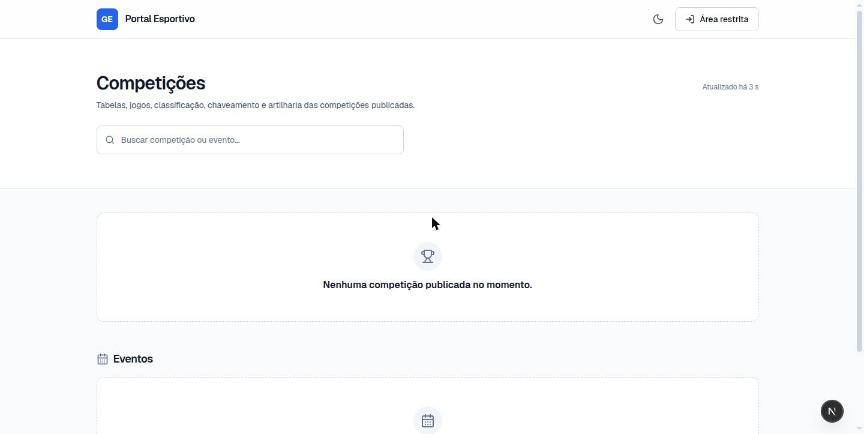 GE Portal Esportivo
Área restrita
Competições
Atualizado há 3 s
Tabelas, jogos, classificação, chaveamento e artilharia das competições publicadas.
Buscar competição ou evento...
Nenhuma competição publicada no momento.
Eventos
N